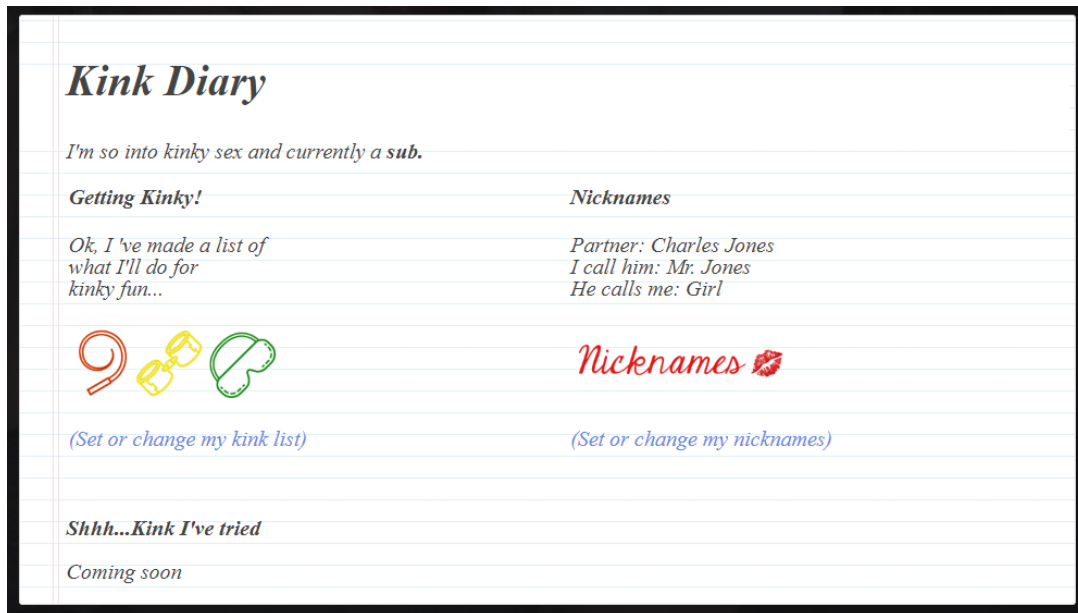 Kink Diary
I'm so into kinky sex and currently a sub.
Getting Kinky!
Ok, I 've made a list of
what I'll do for
kinky fun...
(Set or change my kink list)
Nicknames
Partner: Charles Jones
I call him: Mr. Jones
He calls me: Girl
Nicknames
(Set or change my nicknames)
Shhh...Kink I've tried
Coming soon